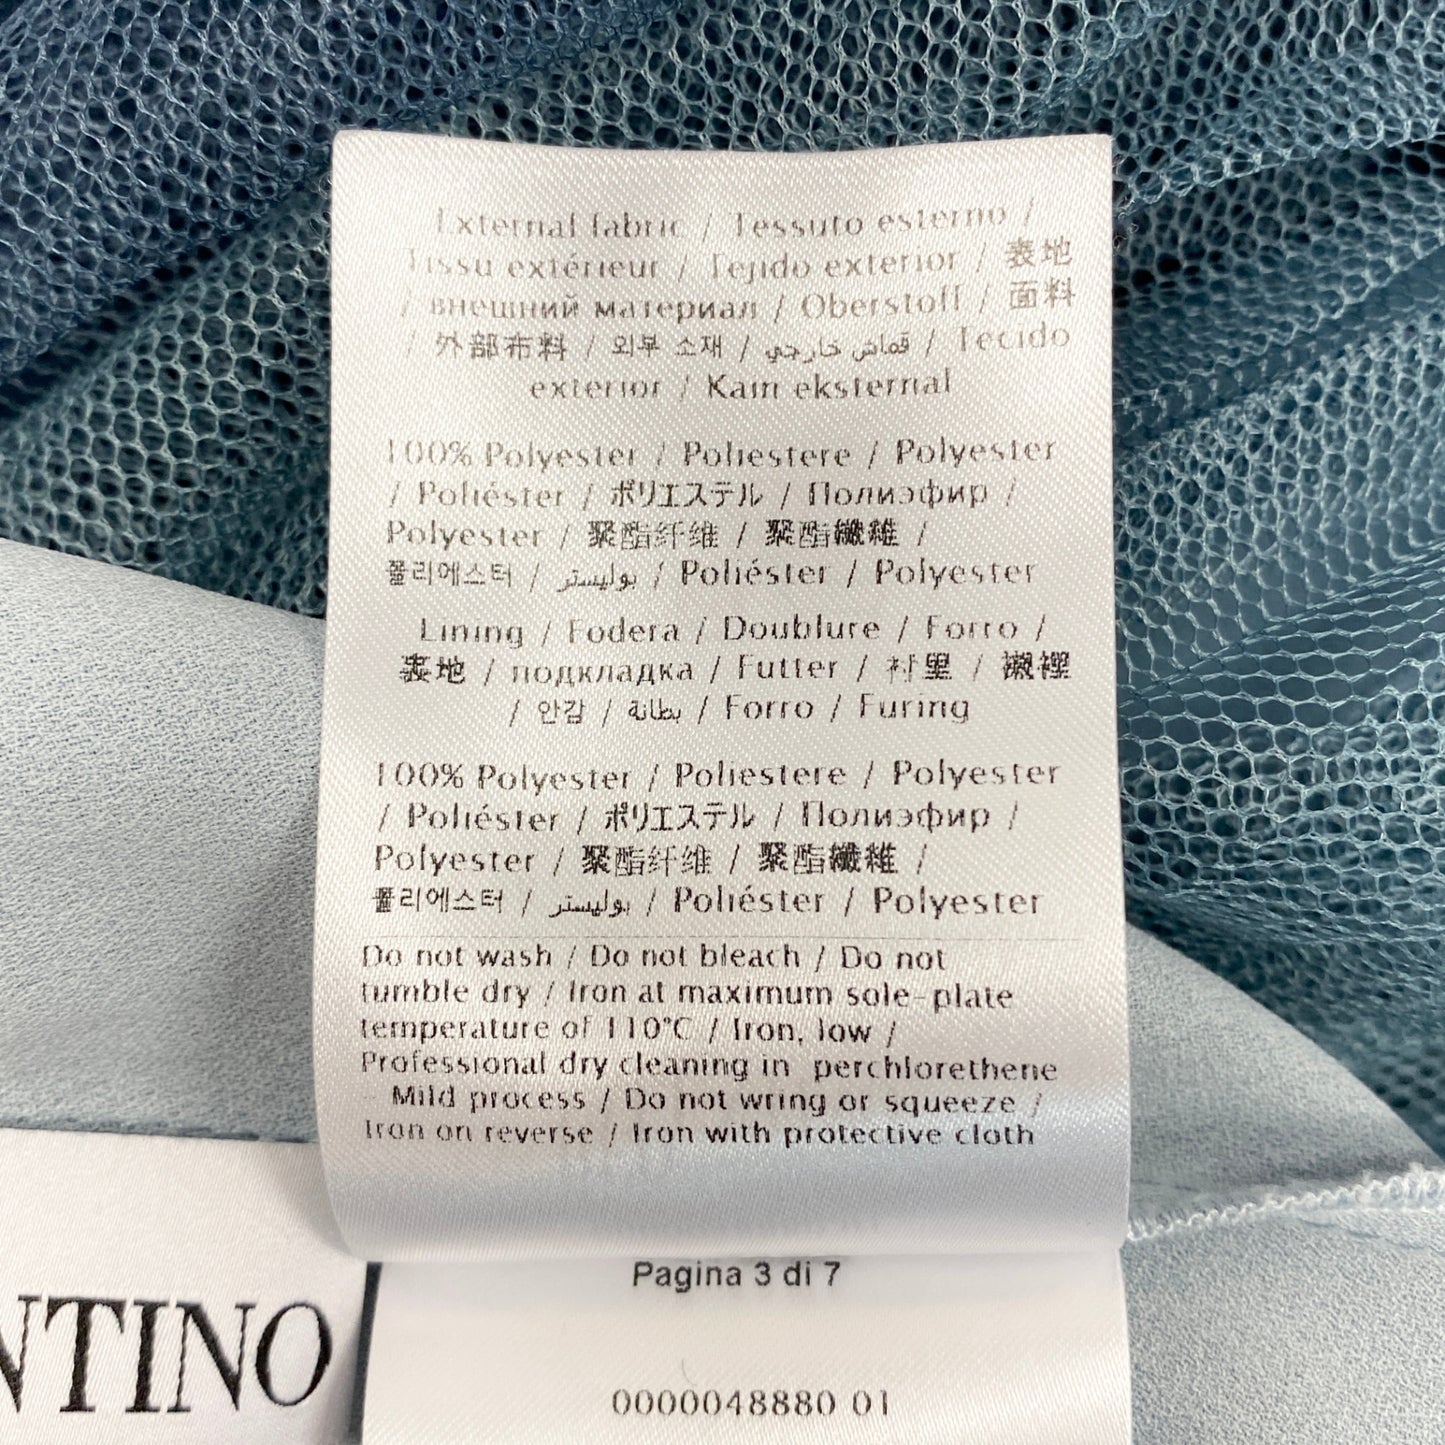 External fabric / Tessuto esterno /
Tissu extérieur / Tejido exterior / 表地
/ внешний материал / Oberstoff / 面料
/ 外部布料 / 외부 소재 / قماش خارجي / Tecido
exterior / Kain eksternal
100% Polyester / Poliestere / Polyester
/ Poliéster / ポリエステル / Полиэфир /
Polyester / 聚酯纤维 / 聚酯纖維 /
폴리에스터 / بوليستر / Poliéster / Polyester
Lining / Fodera / Doublure / Forro /
裏地 / подкладка / Futter / 衬里 / 襯裡
/ 안감 / بطانة / Forro / Furing
100% Polyester / Poliestere / Polyester
/ Poliéster / ポリエステル / Полиэфир /
Polyester / 聚酯纤维 / 聚酯纖維 /
폴리에스터 / بوليستر / Poliéster / Polyester
Do not wash / Do not bleach / Do not
tumble dry / Iron at maximum sole-plate
temperature of 110°C / Iron, low /
Professional dry cleaning in perchlorethene
- Mild process / Do not wring or squeeze /
Iron on reverse / Iron with protective cloth
Pagina 3 di 7
NTINO
0000048880 01